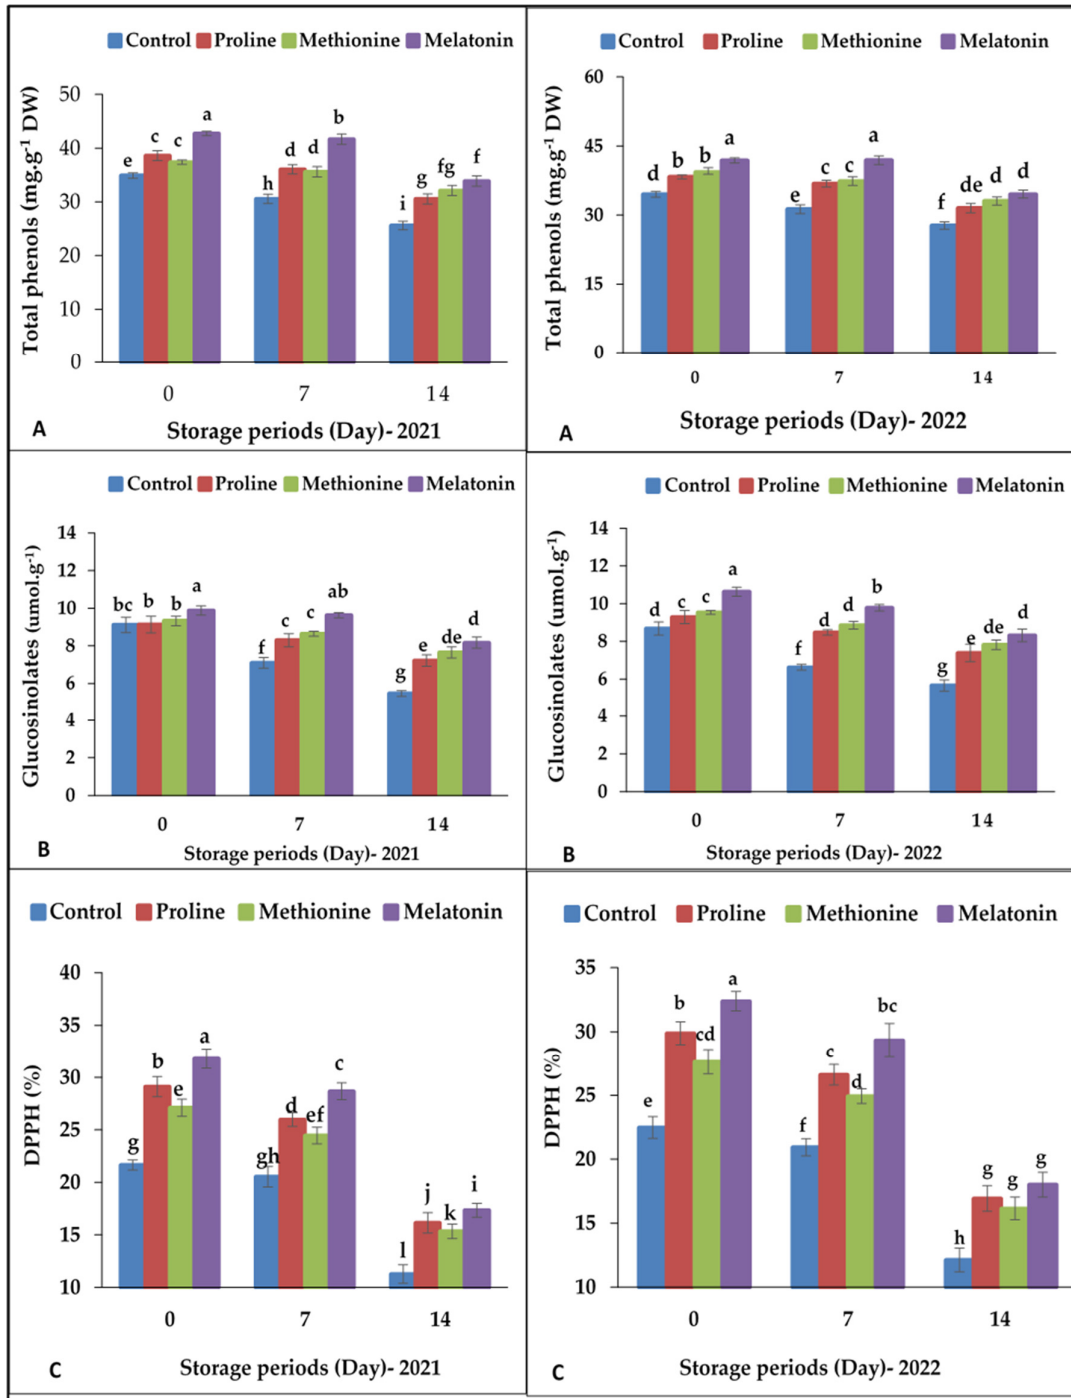 Control Proline Methionine Melatonin
Total phenols (mg.g-1 DW)
50
40
30
20
10
0
e c c a
h d d b
i g fg f
0 7 14
Storage periods (Day)- 2021
A
Control Proline Methionine Melatonin
Total phenols (mg.g-1 DW)
60
45
30
15
0
d b b a
e c c a
f de d d
0 7 14
Storage periods (Day)- 2022
A
Control Proline Methionine Melatonin
Glucosinolates (umol.g-1)
14
12
10
8
6
4
2
0
bc b b a
f c c ab
g e de d
0 7 14
Storage periods (Day)- 2021
B
Control Proline Methionine Melatonin
Glucosinolates (umol.g-1)
14
12
10
8
6
4
2
0
d c c a
f d d b
g e de d
0 7 14
Storage periods (Day)- 2022
B
Control Proline Methionine Melatonin
DPPH (%)
40
35
30
25
20
15
10
g b e a
gh d ef c
l j k i
0 7 14
Storage periods (Day)- 2021
C
Control Proline Methionine Melatonin
DPPH (%)
35
30
25
20
15
10
e b cd a
f c d bc
h g g g
0 7 14
Storage periods (Day)- 2022
C